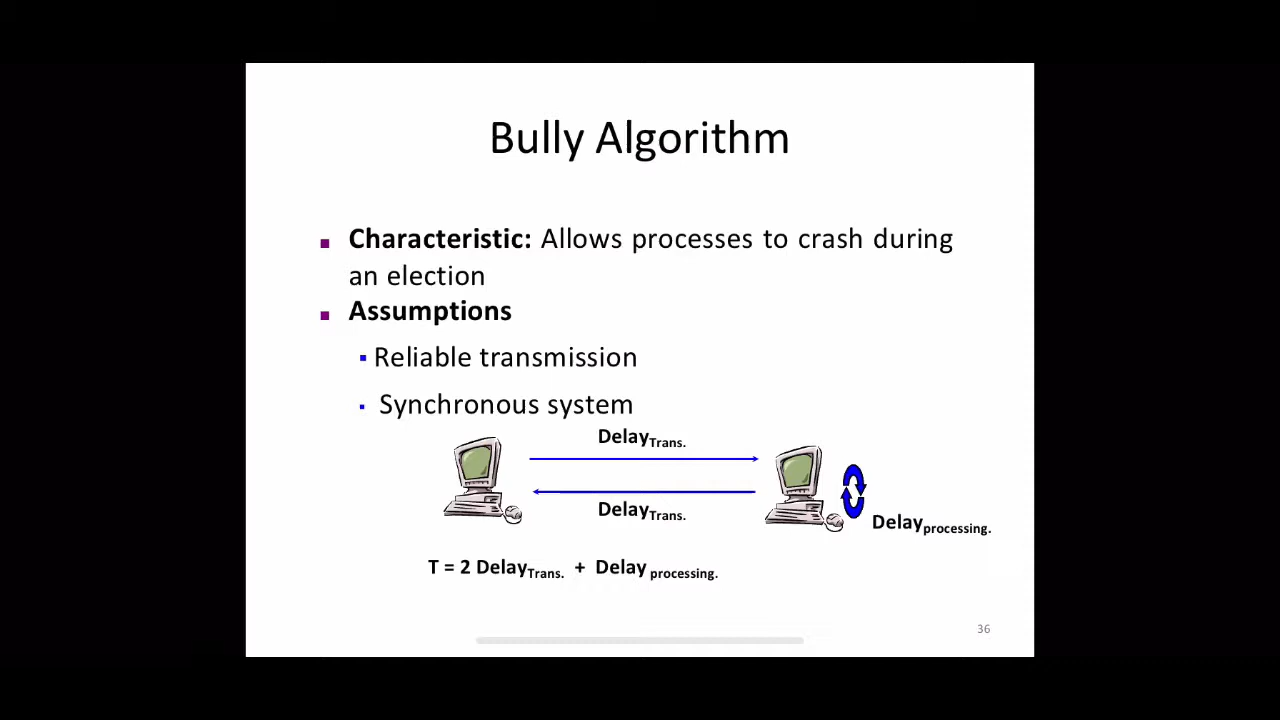 Bully Algorithm
Characteristic: Allows processes to crash during
an election
Assumptions
Reliable transmission
Synchronous system
DelayTrans.
DelayTrans.
Delayprocessing.
T = 2 DelayTrans. + Delay processing.
36